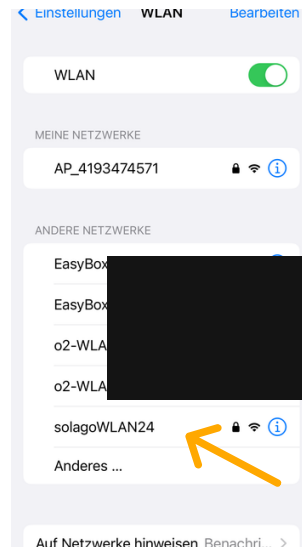 Einstellungen WLAN Bearbeiten
WLAN
MEINE NETZWERKE
AP_4193474571
ANDERE NETZWERKE
EasyBox
EasyBox
o2-WLA
o2-WLA
solagoWLAN24
Anderes ...
Auf Netzwerke hinweisen Benachri...